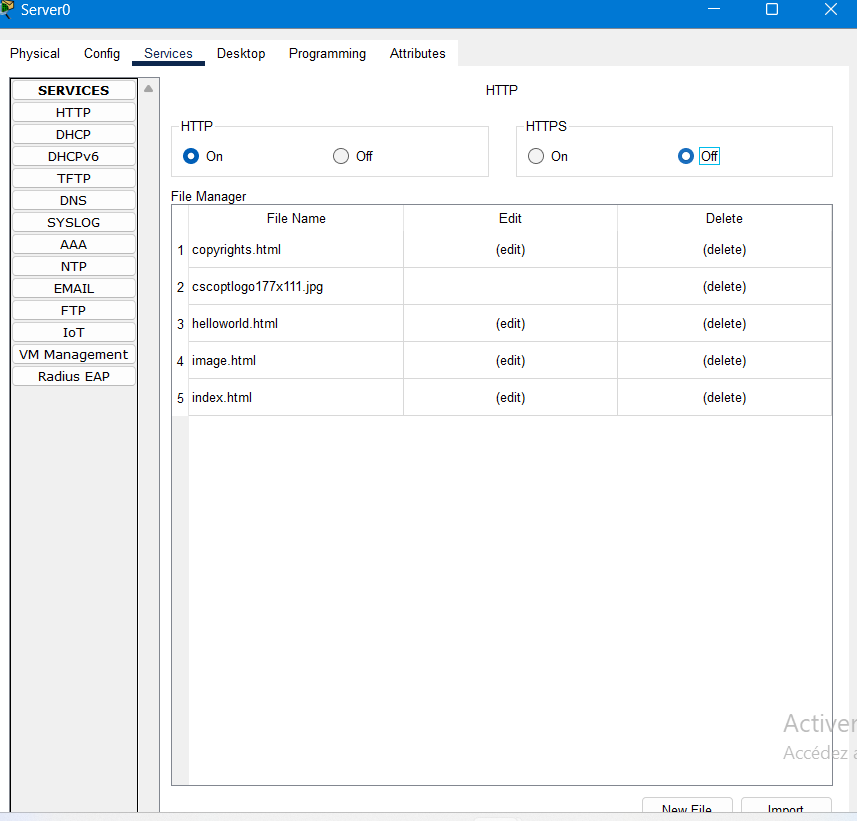 Server0
Physical Config Services Desktop Programming Attributes
SERVICES
HTTP
DHCP
DHCPv6
TFTP
DNS
SYSLOG
AAA
NTP
EMAIL
FTP
IoT
VM Management
Radius EAP
HTTP
HTTP
On Off
HTTPS
On Off
File Manager
File Name Edit Delete
1 copyrights.html (edit) (delete)
2 cscoptlogo177x111.jpg (delete)
3 helloworld.html (edit) (delete)
4 image.html (edit) (delete)
5 index.html (edit) (delete)
Activer
Accédez a
New File Import